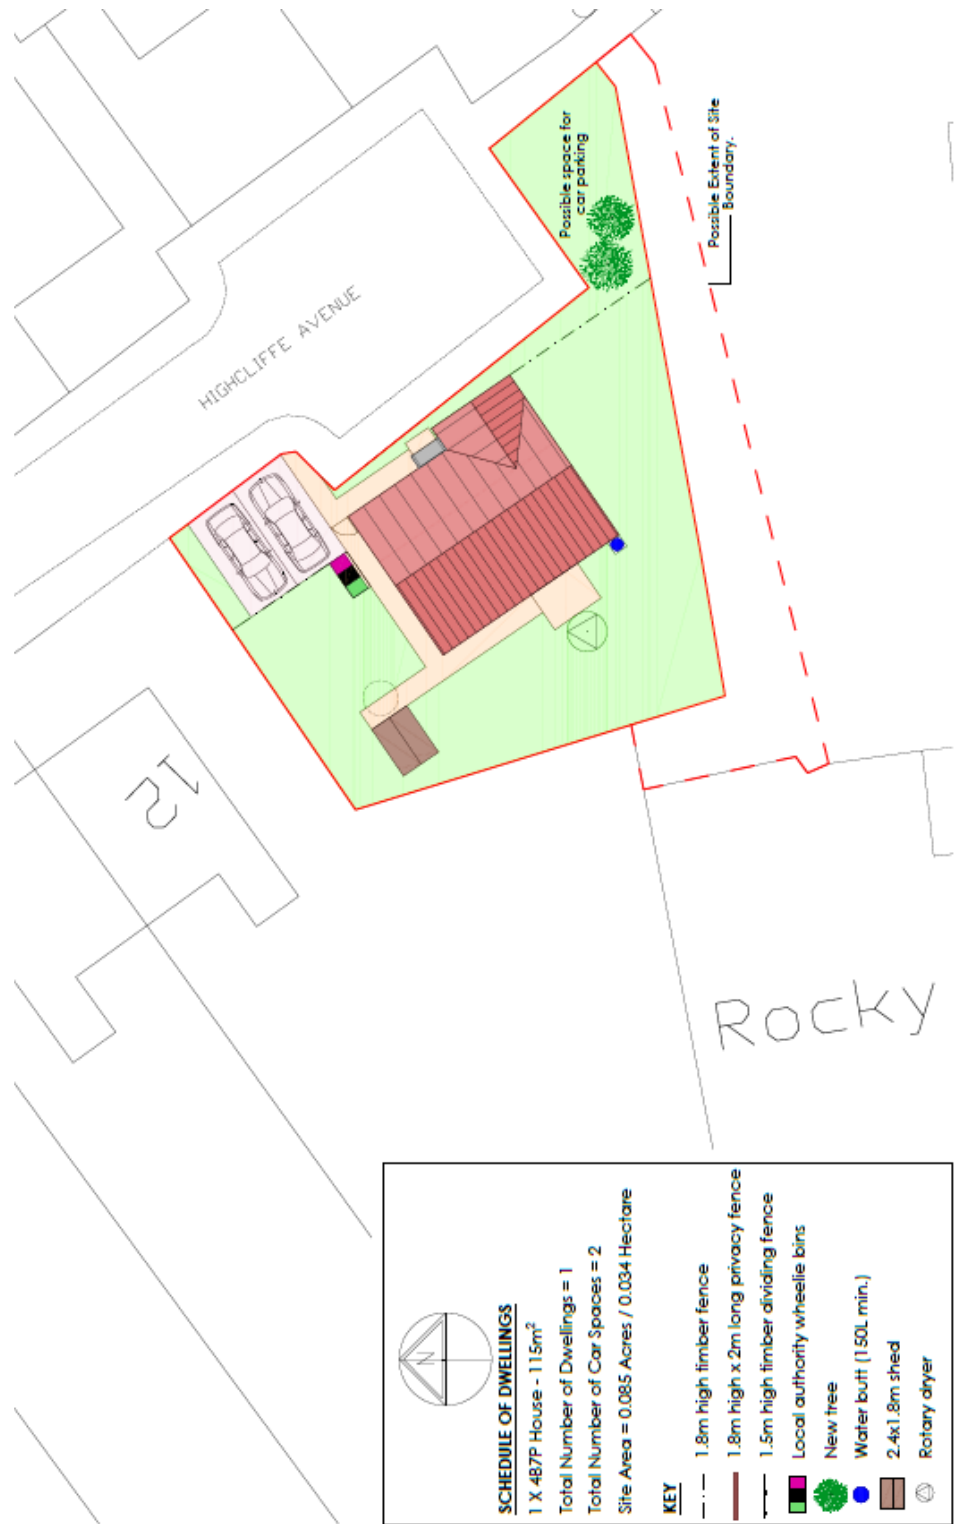 HIGHCLIFFE AVENUE
Possible space for
car parking
Possible Extent of Site
Boundary.
12
Rocky
N
SCHEDULE OF DWELLINGS
1 X 4B7P House - 115m²
Total Number of Dwellings = 1
Total Number of Car Spaces = 2
Site Area = 0.085 Acres / 0.034 Hectare
KEY
1.8m high timber fence
1.8m high x 2m long privacy fence
1.5m high timber dividing fence
Local authority wheelie bins
New tree
Water butt (150L min.)
2.4x1.8m shed
Rotary dryer